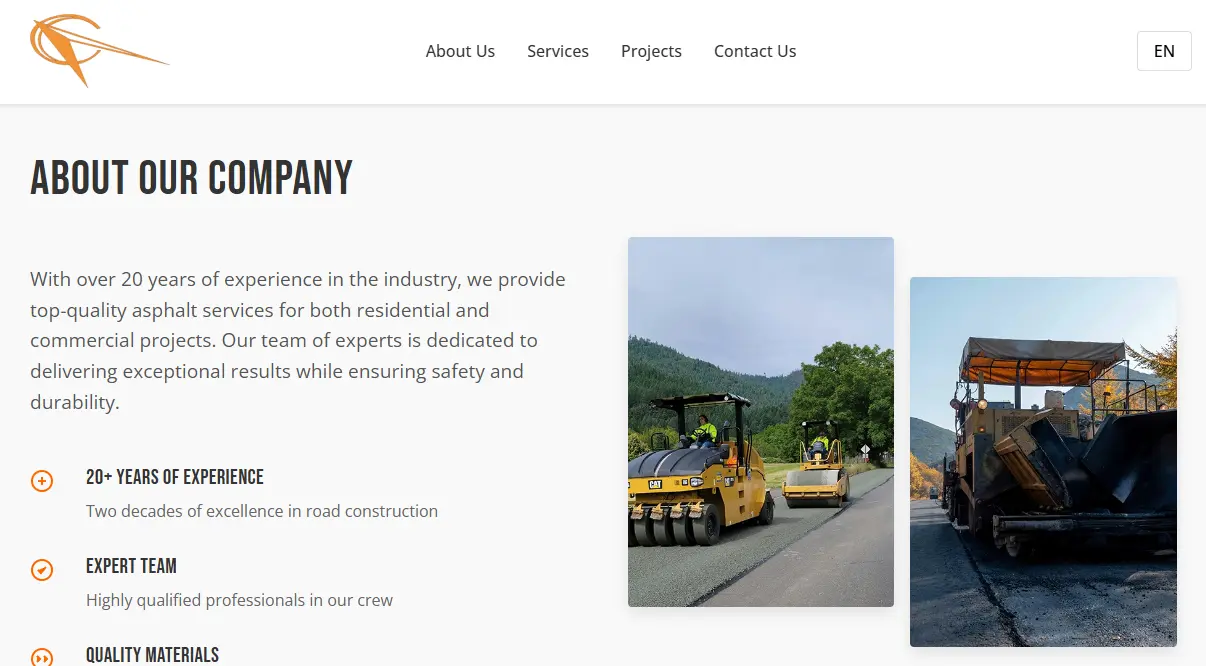 About Us Services Projects Contact Us EN
ABOUT OUR COMPANY
With over 20 years of experience in the industry, we provide
top-quality asphalt services for both residential and
commercial projects. Our team of experts is dedicated to
delivering exceptional results while ensuring safety and
durability.
20+ YEARS OF EXPERIENCE
Two decades of excellence in road construction
EXPERT TEAM
Highly qualified professionals in our crew
QUALITY MATERIALS
CAT